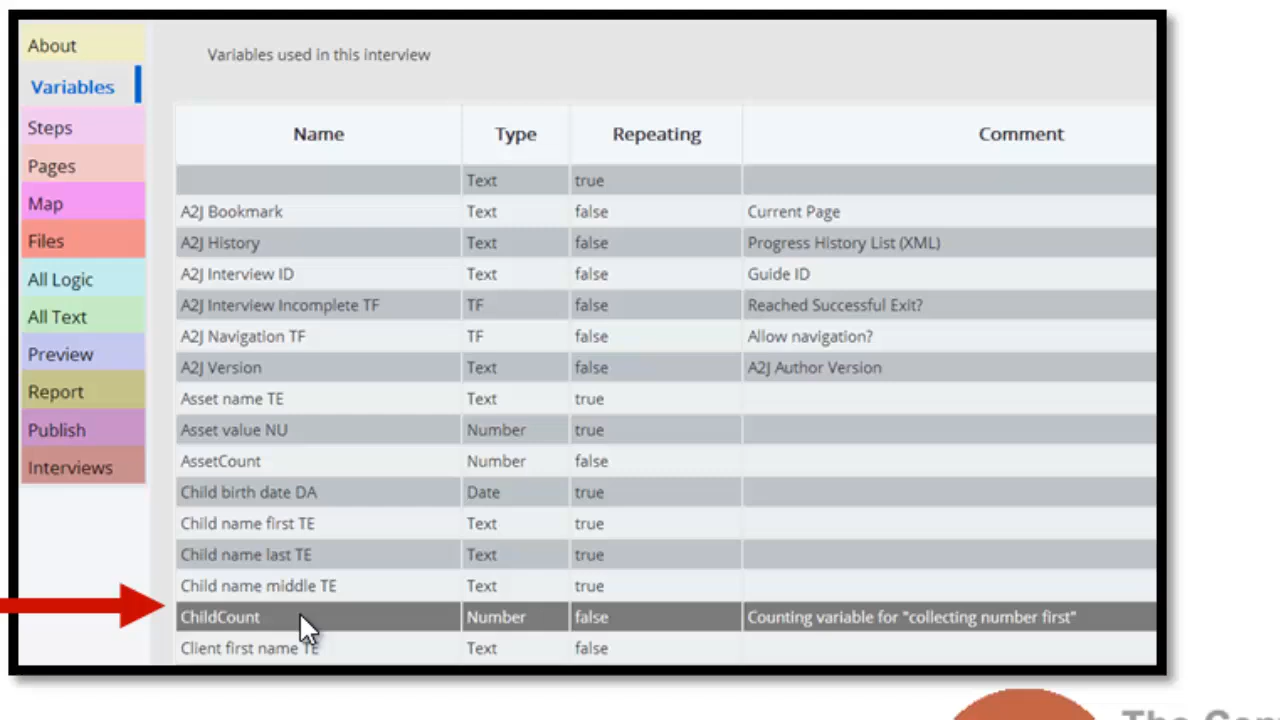 About
Variables
Steps
Pages
Map
Files
All Logic
All Text
Preview
Report
Publish
Interviews
Variables used in this interview
Name Type Repeating Comment
Text true
A2J Bookmark Text false Current Page
A2J History Text false Progress History List (XML)
A2J Interview ID Text false Guide ID
A2J Interview Incomplete TF TF false Reached Successful Exit?
A2J Navigation TF TF false Allow navigation?
A2J Version Text false A2J Author Version
Asset name TE Text true
Asset value NU Number true
AssetCount Number false
Child birth date DA Date true
Child name first TE Text true
Child name last TE Text true
Child name middle TE Text true
ChildCount Number false Counting variable for "collecting number first"
Client first name TE Text false